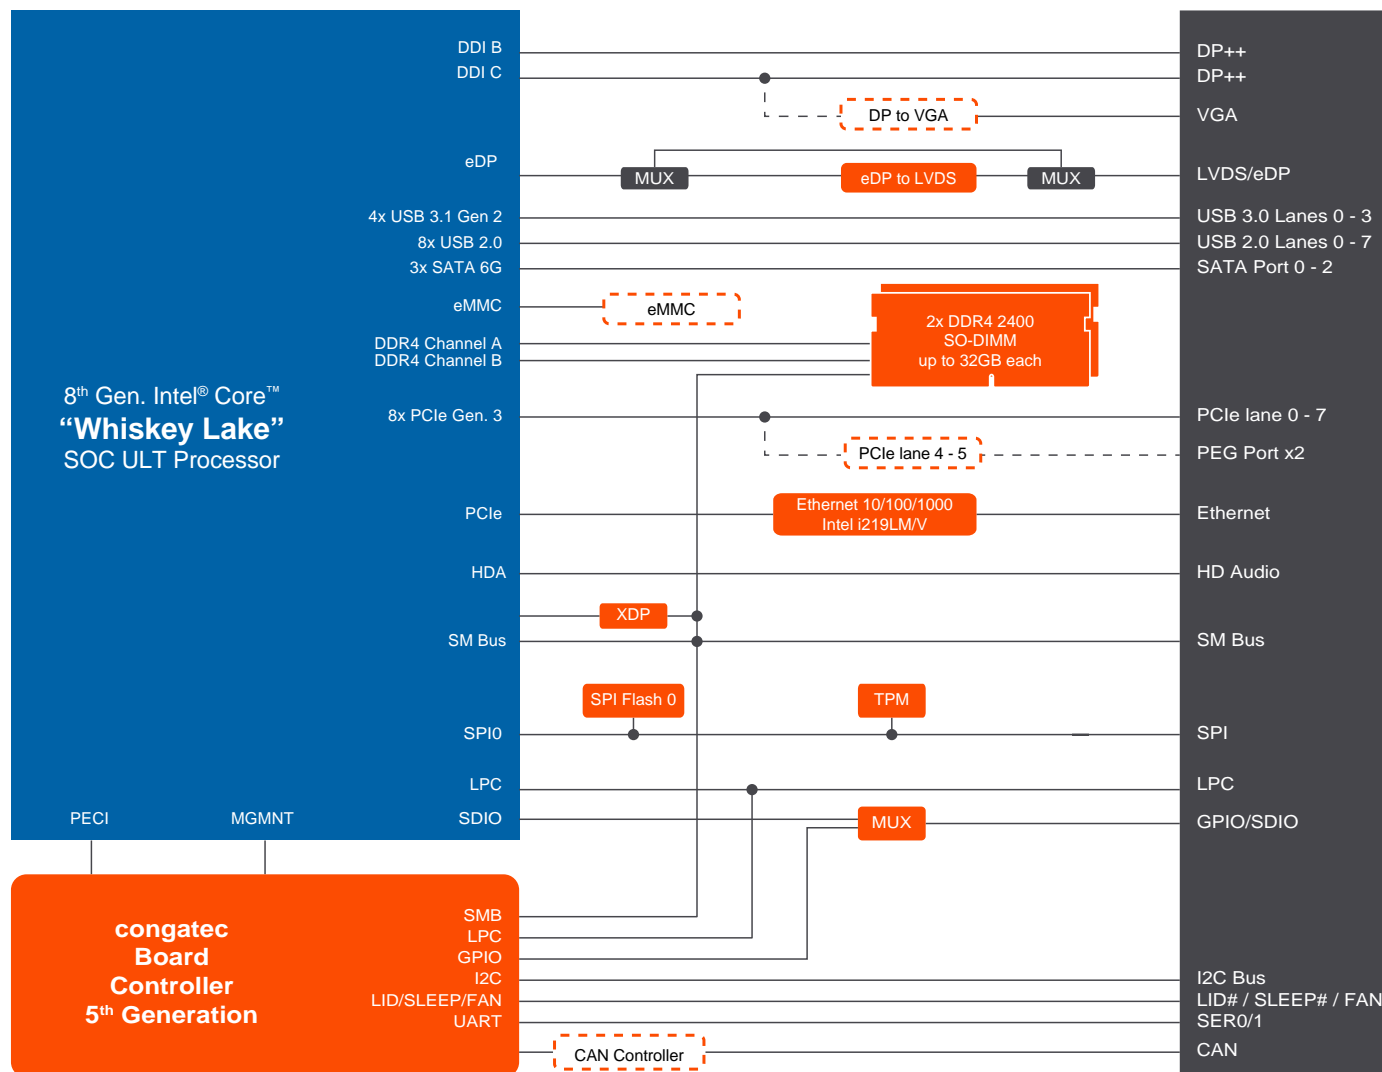 DDI B
DP++
DDI C
DP++
DP to VGA
VGA
eDP
MUX
eDP to LVDS
MUX
LVDS/eDP
4x USB 3.1 Gen 2
USB 3.0 Lanes 0 - 3
8x USB 2.0
USB 2.0 Lanes 0 - 7
3x SATA 6G
SATA Port 0 - 2
eMMC
eMMC
2x DDR4 2400
SO-DIMM
up to 32GB each
DDR4 Channel A
DDR4 Channel B
8th Gen. Intel® Core™
“Whiskey Lake”
SOC ULT Processor
8x PCIe Gen. 3
PCIe lane 0 - 7
PCIe lane 4 - 5
PEG Port x2
PCIe
Ethernet 10/100/1000
Intel i219LM/V
Ethernet
HDA
HD Audio
XDP
SM Bus
SM Bus
SPI Flash 0
TPM
SPI0
SPI
LPC
LPC
PECI
MGMNT
SDIO
MUX
GPIO/SDIO
congatec
Board
Controller
5th Generation
SMB
LPC
GPIO
I2C
I2C Bus
LID/SLEEP/FAN
LID# / SLEEP# / FAN
UART
SER0/1
CAN Controller
CAN